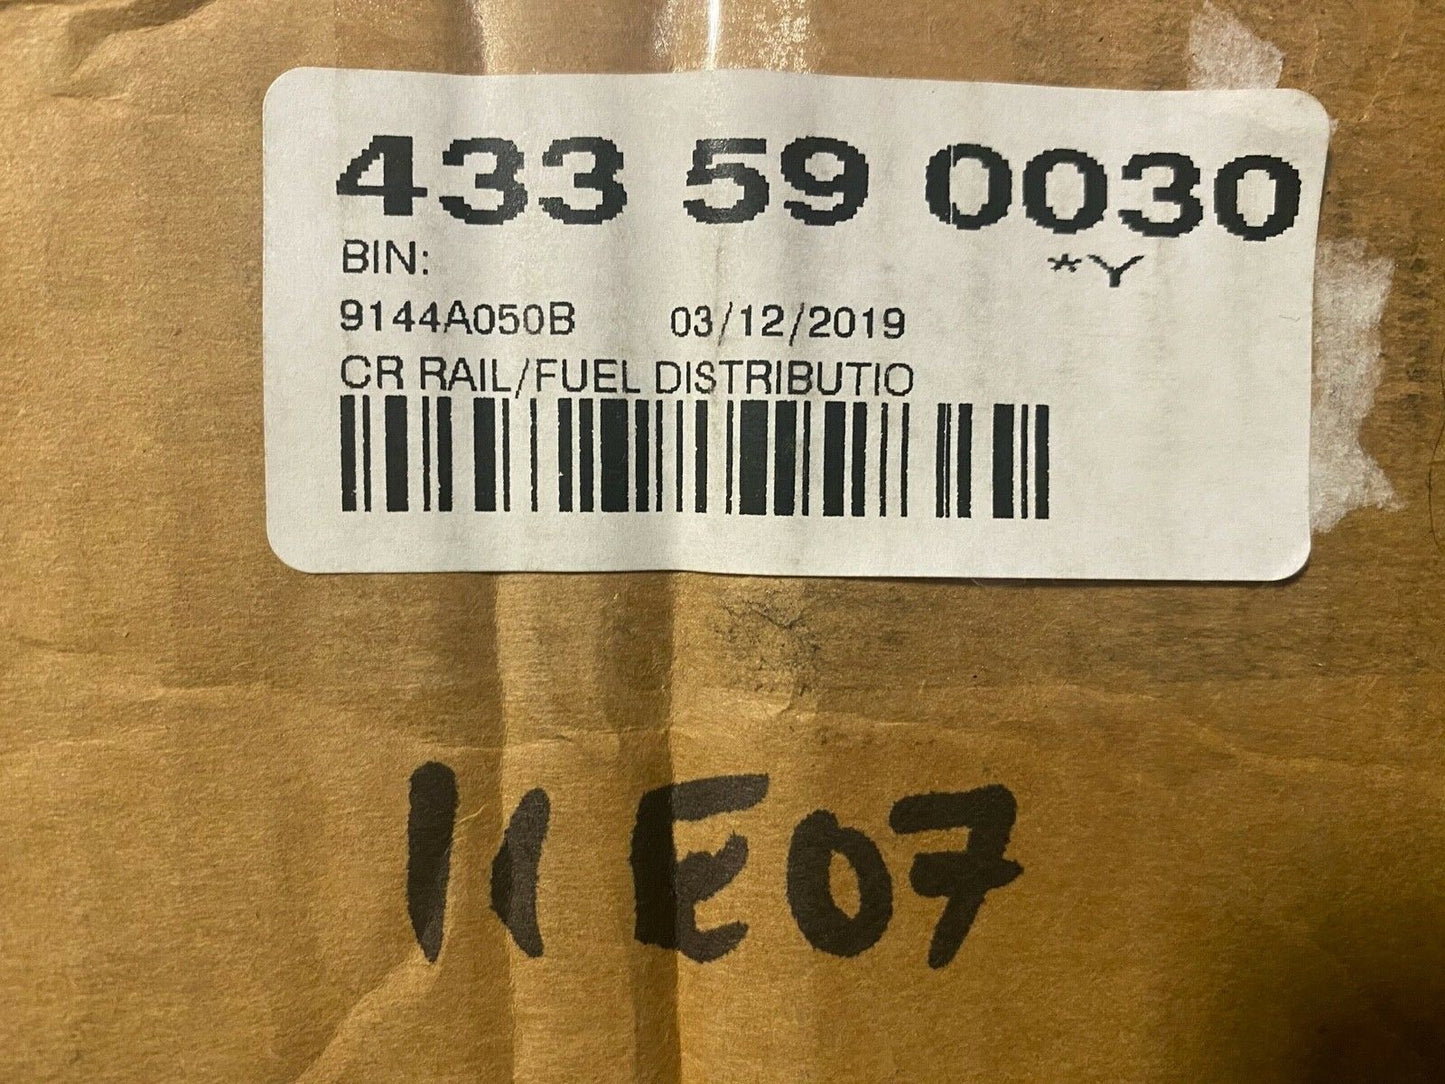 433 59 0030
BIN: *Y
9144A050B 03/12/2019
CR RAIL/FUEL DISTRIBUTIO
11 E07